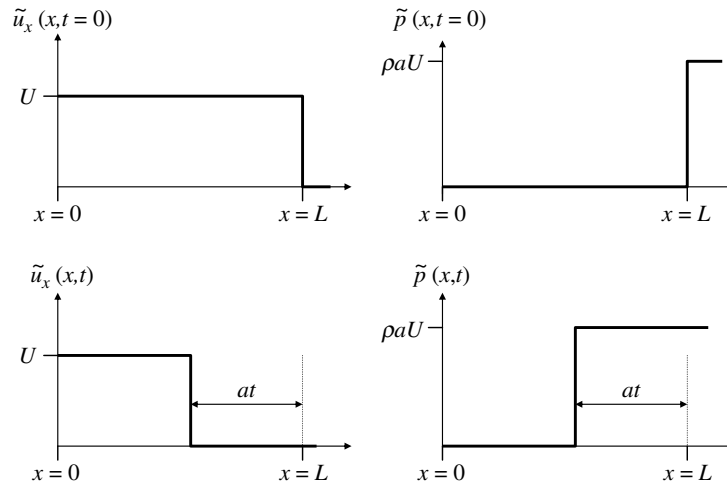 ũₓ (x,t = 0)
U
x = 0
x = L
p̃ (x,t = 0)
ρaU
x = 0
x = L
ũₓ (x,t)
U
at
x = 0
x = L
p̃ (x,t)
ρaU
at
x = 0
x = L